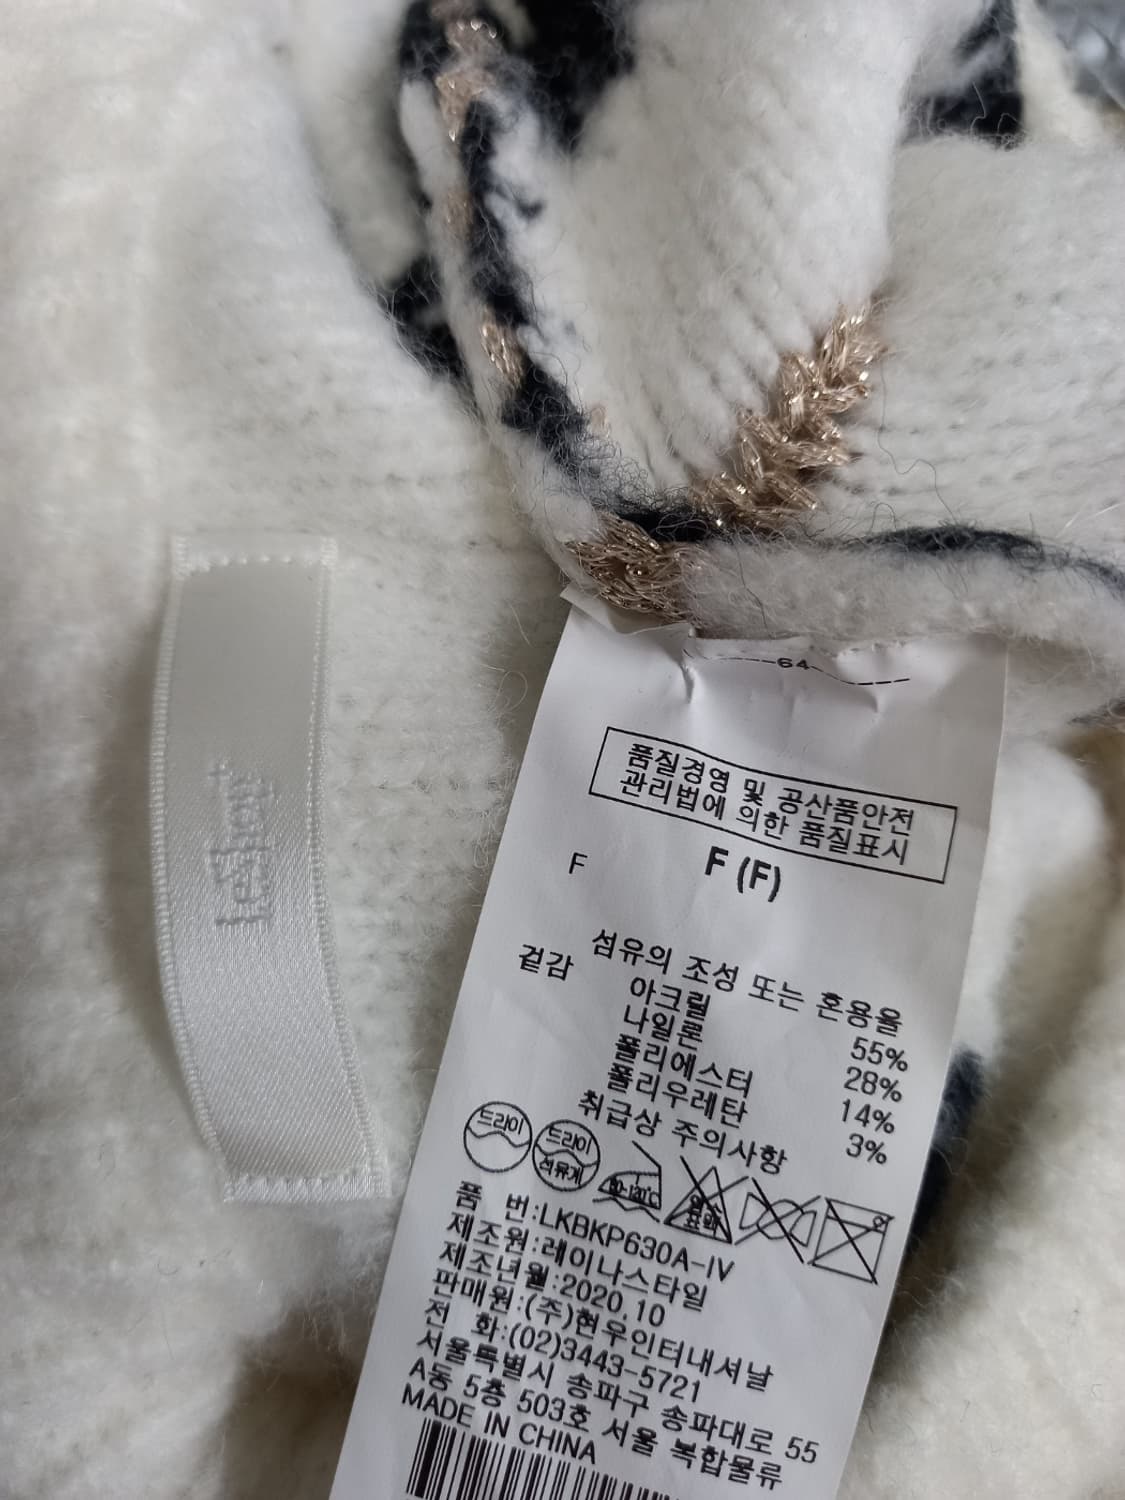 64
품질경영 및 공산품안전
관리법에 의한 품질표시
F F (F)
섬유의 조성 또는 혼용율
겉감
아크릴 55%
나일론 28%
폴리에스터 14%
폴리우레탄 3%
취급상 주의사항
드라이
드라이
석유계
80-120℃
염소
표백
품 번:LKBKP630A-IV
제조원:레이나스타일
제조년월:2020.10
판매원:(주)현우인터내셔날
전 화:(02)3443-5721
서울특별시 송파구 송파대로 55
A동 5층 503호 서울 복합물류
MADE IN CHINA